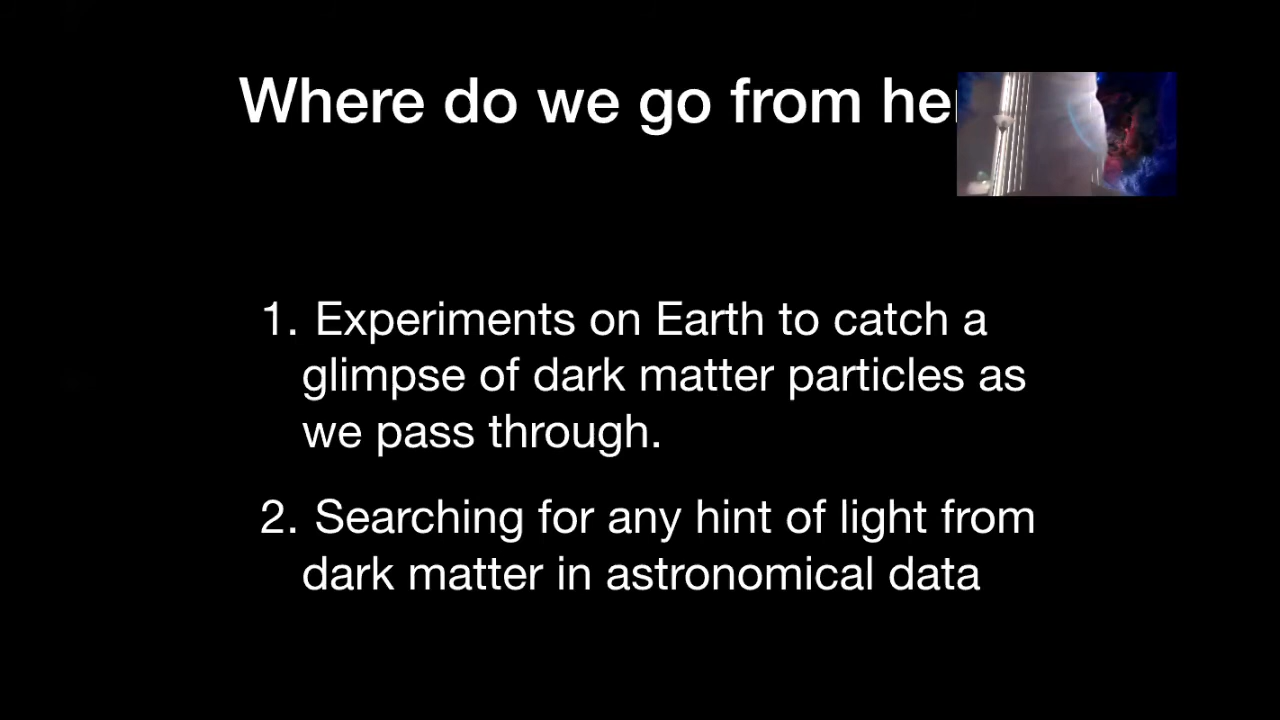 Where do we go from
1. Experiments on Earth to catch a
glimpse of dark matter particles as
we pass through.
2. Searching for any hint of light from
dark matter in astronomical data